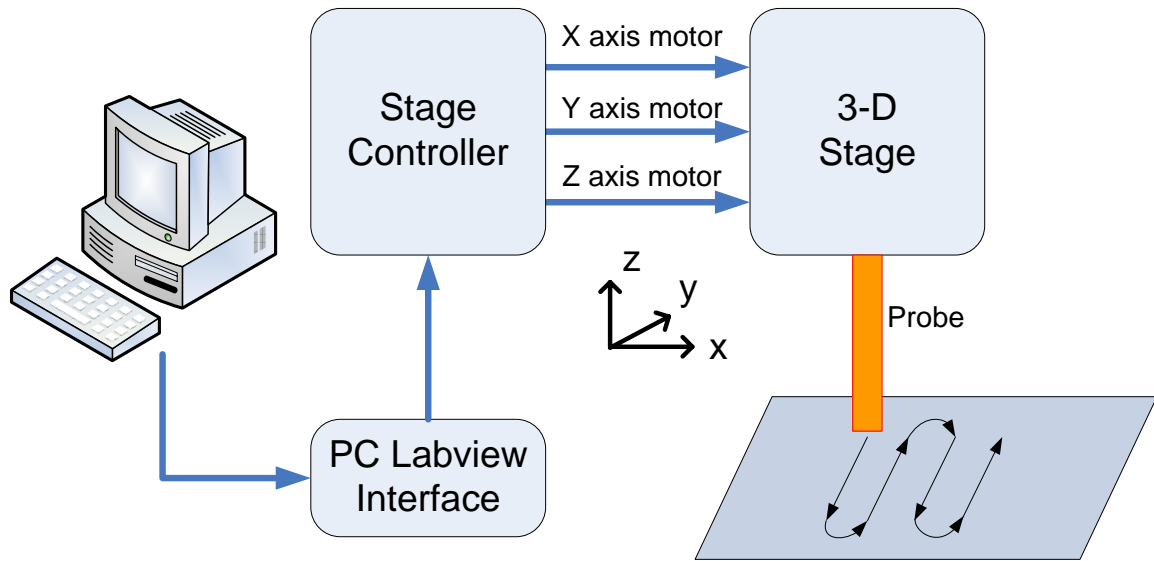 X axis motor
Stage
Controller
Y axis motor
3-D
Stage
Z axis motor
z
y
x
Probe
PC Labview
Interface